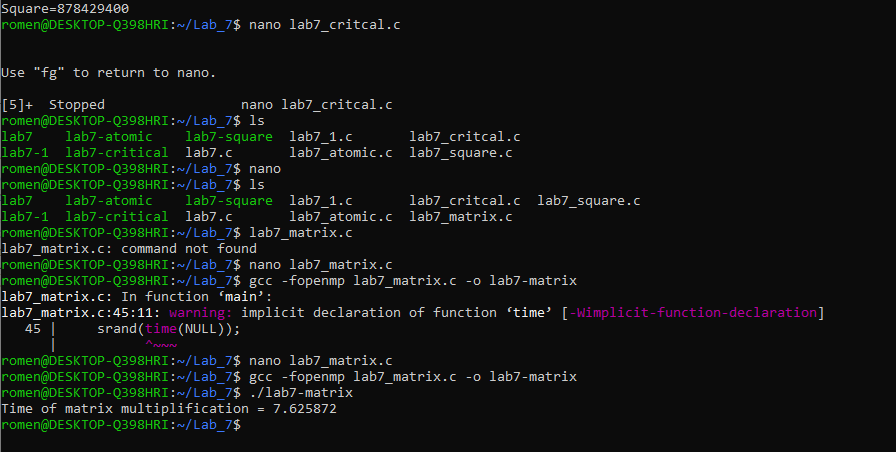 Square=878429400
romen@DESKTOP-Q398HRI:~/Lab_7$ nano lab7_critcal.c
Use "fg" to return to nano.
[5]+  Stopped                 nano lab7_critcal.c
romen@DESKTOP-Q398HRI:~/Lab_7$ ls
lab7    lab7-atomic    lab7-square  lab7_1.c       lab7_critcal.c
lab7-1  lab7-critical  lab7.c       lab7_atomic.c  lab7_square.c
romen@DESKTOP-Q398HRI:~/Lab_7$ nano
romen@DESKTOP-Q398HRI:~/Lab_7$ ls
lab7    lab7-atomic    lab7-square  lab7_1.c       lab7_critcal.c  lab7_square.c
lab7-1  lab7-critical  lab7.c       lab7_atomic.c  lab7_matrix.c
romen@DESKTOP-Q398HRI:~/Lab_7$ lab7_matrix.c
lab7_matrix.c: command not found
romen@DESKTOP-Q398HRI:~/Lab_7$ nano lab7_matrix.c
romen@DESKTOP-Q398HRI:~/Lab_7$ gcc -fopenmp lab7_matrix.c -o lab7-matrix
lab7_matrix.c: In function ‘main’:
lab7_matrix.c:45:11: warning: implicit declaration of function ‘time’ [-Wimplicit-function-declaration]
   45 |     srand(time(NULL));
      |           ^~~~
romen@DESKTOP-Q398HRI:~/Lab_7$ nano lab7_matrix.c
romen@DESKTOP-Q398HRI:~/Lab_7$ gcc -fopenmp lab7_matrix.c -o lab7-matrix
romen@DESKTOP-Q398HRI:~/Lab_7$ ./lab7-matrix
Time of matrix multiplification = 7.625872
romen@DESKTOP-Q398HRI:~/Lab_7$